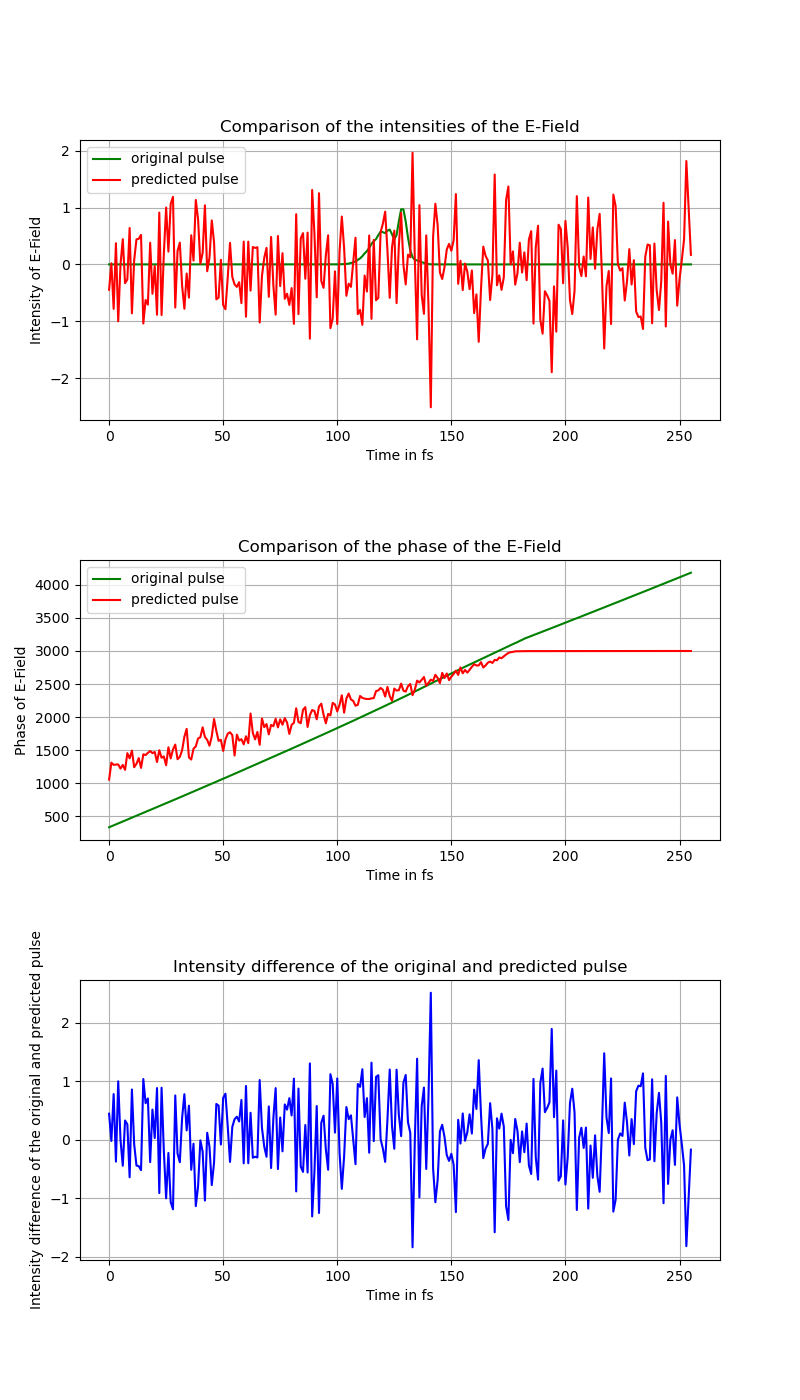 Comparison of the intensities of the E-Field
original pulse
predicted pulse
Intensity of E-Field
2
1
0
−1
−2
0 50 100 150 200 250
Time in fs
Comparison of the phase of the E-Field
original pulse
predicted pulse
Phase of E-Field
4000
3500
3000
2500
2000
1500
1000
500
0 50 100 150 200 250
Time in fs
Intensity difference of the original and predicted pulse
Intensity difference of the original and predicted pulse
2
1
0
−1
−2
0 50 100 150 200 250
Time in fs